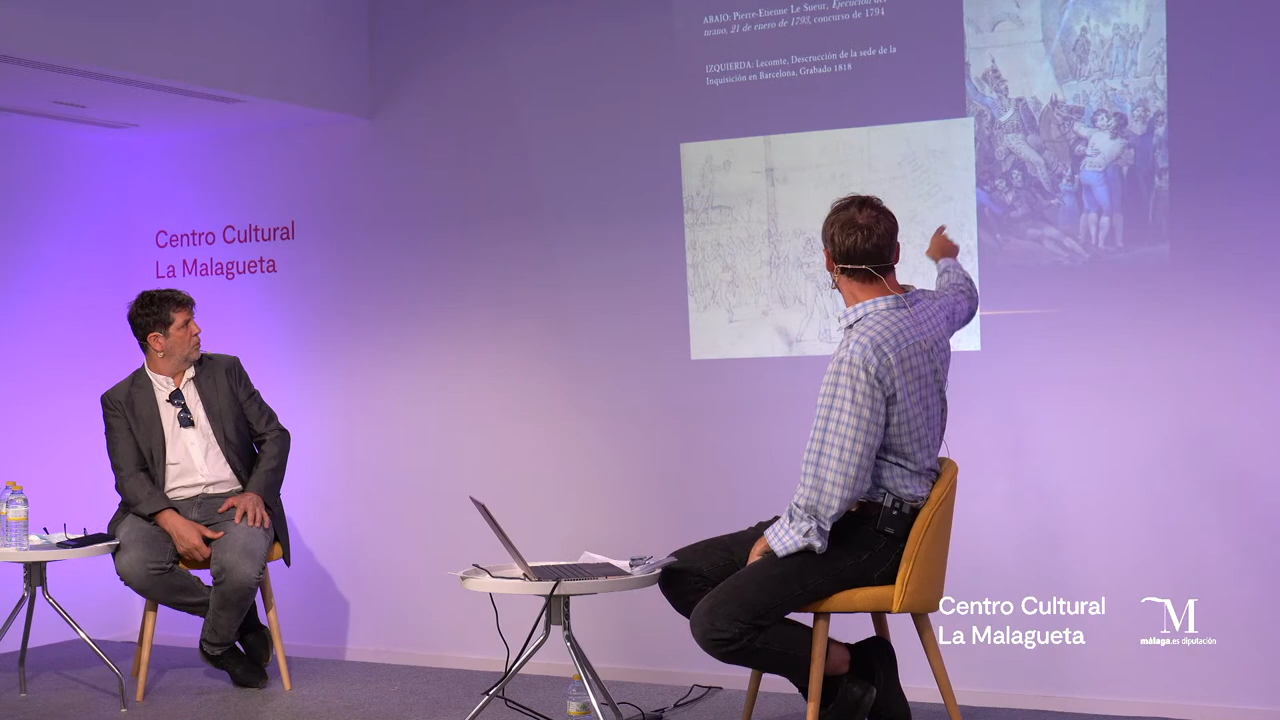 ABAJO: Pierre-Etienne Le Sueur, Ejecución del
tirano, 21 de enero de 1793, concurso de 1794
IZQUIERDA: Lecomte, Descrucción de la sede de la
Inquisición en Barcelona, Grabado 1818
Centro Cultural
La Malagueta
Centro Cultural
La Malagueta
M
málaga.es diputación